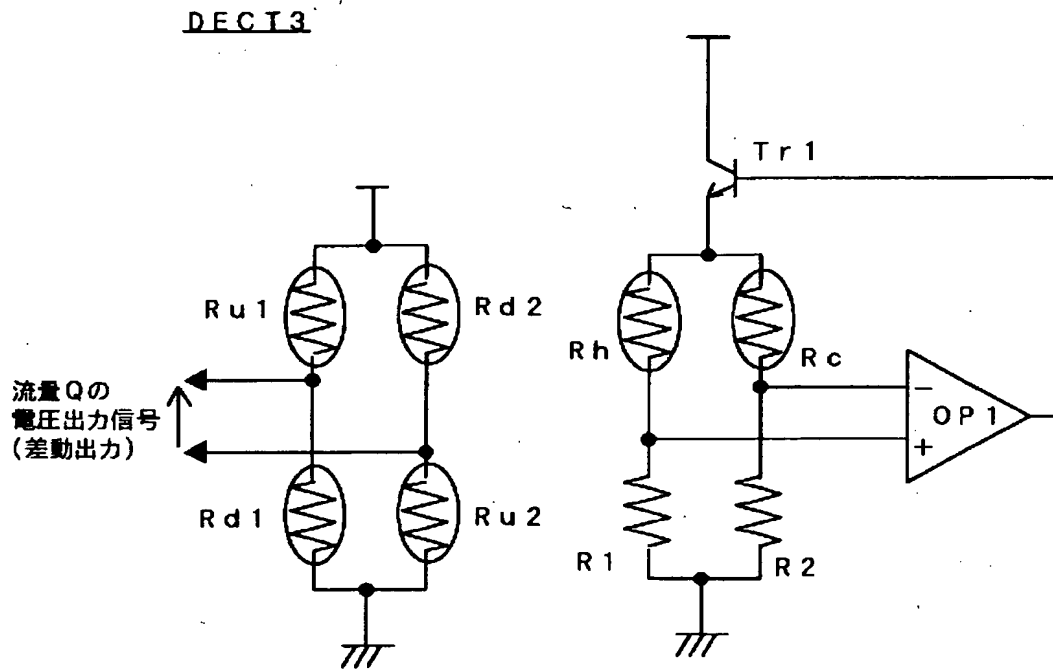 DECT3
Tr1
Ru1
Rd2
Rh
Rc
流量Qの
電圧出力信号
(差動出力)
OP1
−
+
Rd1
Ru2
R1
R2